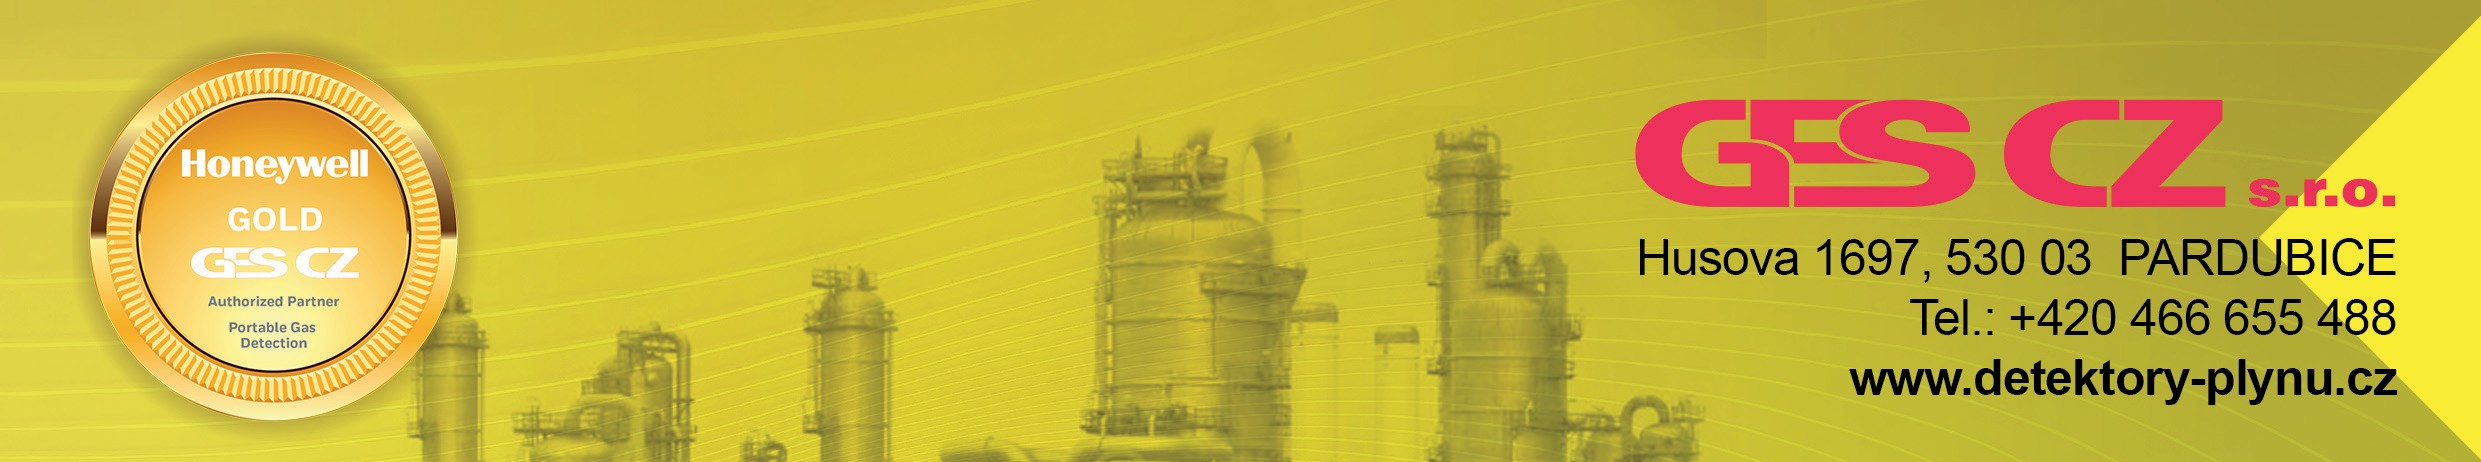 Honeywell
GOLD
GES CZ
Authorized Partner
Portable Gas
Detection
GES CZ s.r.o.
Husova 1697, 530 03 PARDUBICE
Tel.: +420 466 655 488
www.detektory-plynu.cz